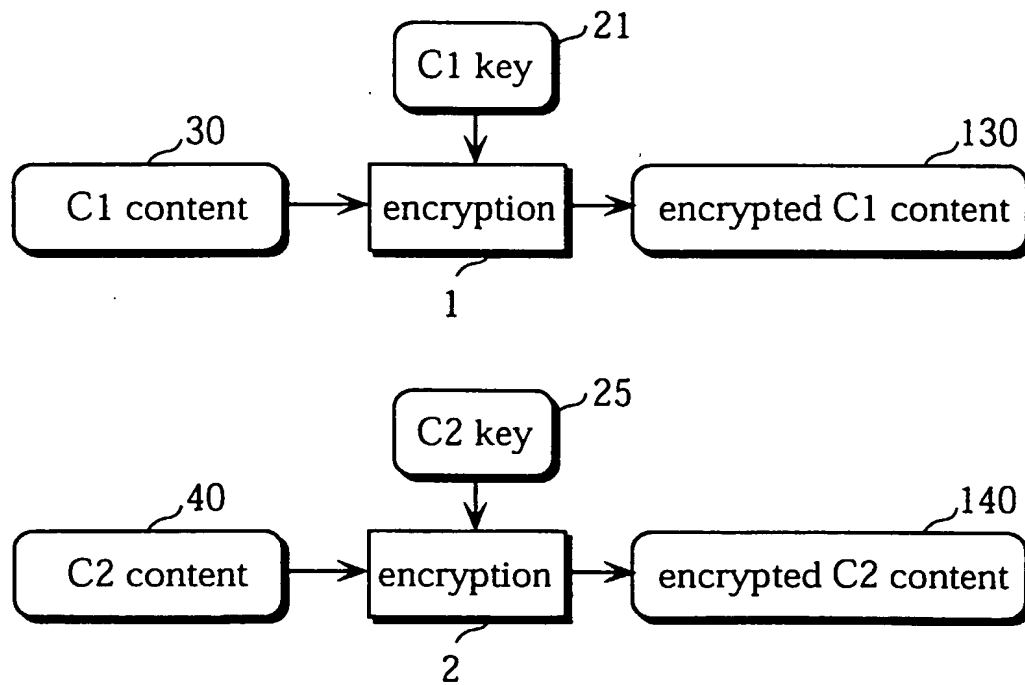 21
C1 key
30
130
C1 content
encryption
encrypted C1 content
1
25
C2 key
40
140
C2 content
encryption
encrypted C2 content
2